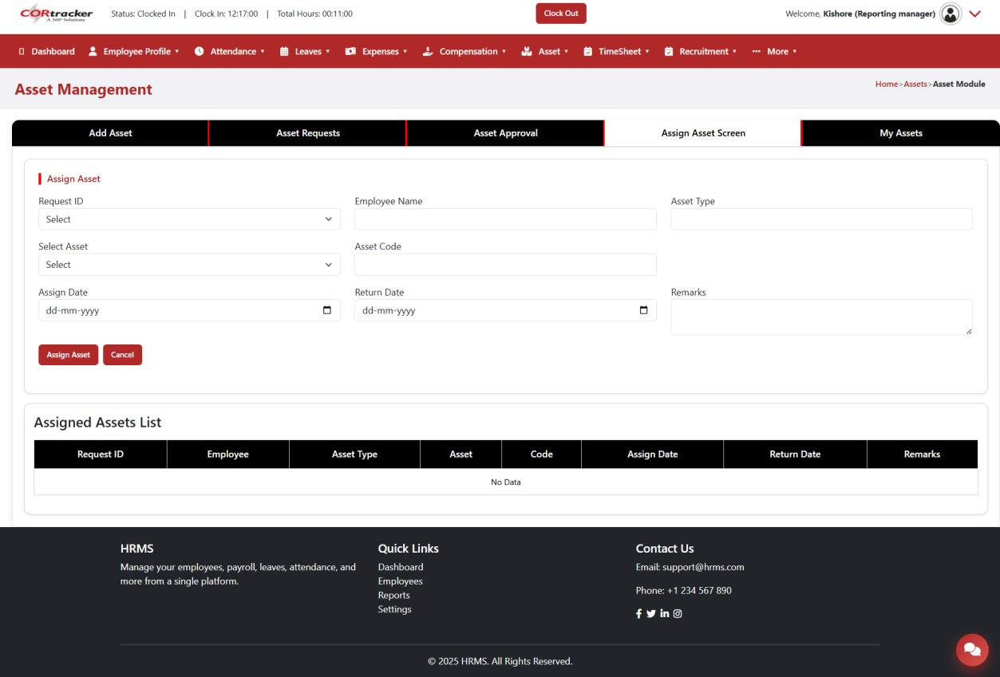 CORtracker
A 360° Solutions
Status: Clocked In | Clock In: 12:17:00 | Total Hours: 00:11:00
Clock Out
Welcome, Kishore (Reporting manager)
Dashboard Employee Profile Attendance Leaves Expenses Compensation Asset TimeSheet Recruitment More
Asset Management
Home>Assets>Asset Module
Add Asset Asset Requests Asset Approval Assign Asset Screen My Assets
Assign Asset
Request ID Employee Name Asset Type
Select
Select Asset Asset Code
Select
Assign Date Return Date Remarks
dd-mm-yyyy dd-mm-yyyy
Assign Asset Cancel
Assigned Assets List
Request ID Employee Asset Type Asset Code Assign Date Return Date Remarks
No Data
HRMS
Manage your employees, payroll, leaves, attendance, and
more from a single platform.
Quick Links
Dashboard
Employees
Reports
Settings
Contact Us
Email: support@hrms.com
Phone: +1 234 567 890
© 2025 HRMS. All Rights Reserved.